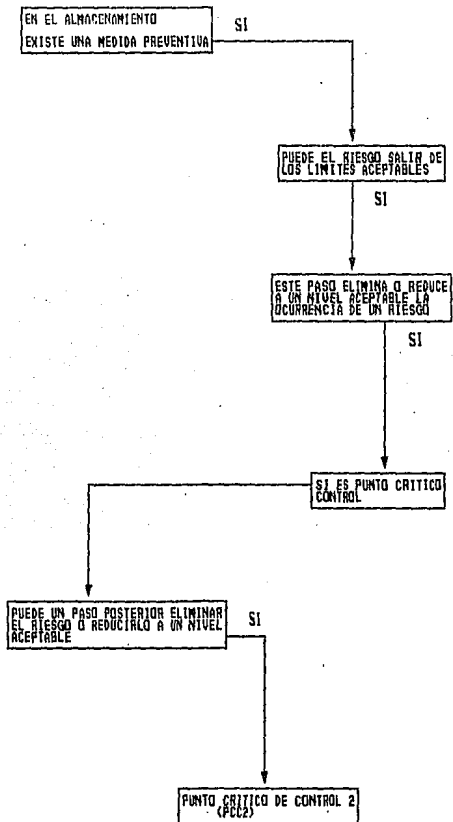 EN EL ALMACENAMIENTO
EXISTE UNA MEDIDA PREVENTIVA
SI
PUEDE EL RIESGO SALIR DE
LOS LIMITES ACEPTABLES
SI
ESTE PASO ELIMINA O REDUCE
A UN NIVEL ACEPTABLE LA
OCURRENCIA DE UN RIESGO
SI
SI ES PUNTO CRITICO
CONTROL
PUEDE UN PASO POSTERIOR ELIMINAR
EL RIESGO O REDUCIRLO A UN NIVEL
ACEPTABLE
SI
PUNTO CRITICO DE CONTROL 2
(PCC2)